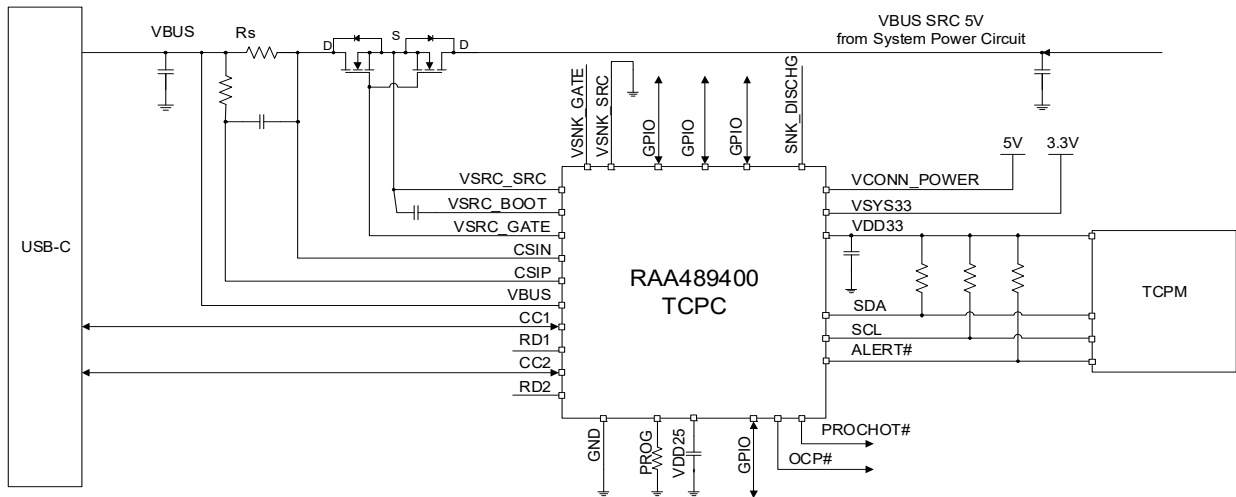 VBUS
Rs
D
S
D
VBUS SRC 5V
from System Power Circuit
VSNK_GATE
VSNK_SRC
GPIO
GPIO
GPIO
SNK_DISCHG
5V
3.3V
USB-C
VSRC_SRC
VSRC_BOOT
VSRC_GATE
CSIN
CSIP
VBUS
CC1
RD1
CC2
RD2
RAA489400
TCPC
VCONN_POWER
VSYS33
VDD33
SDA
SCL
ALERT#
TCPM
GND
PROG
VDD25
GPIO
PROCHOT#
OCP#